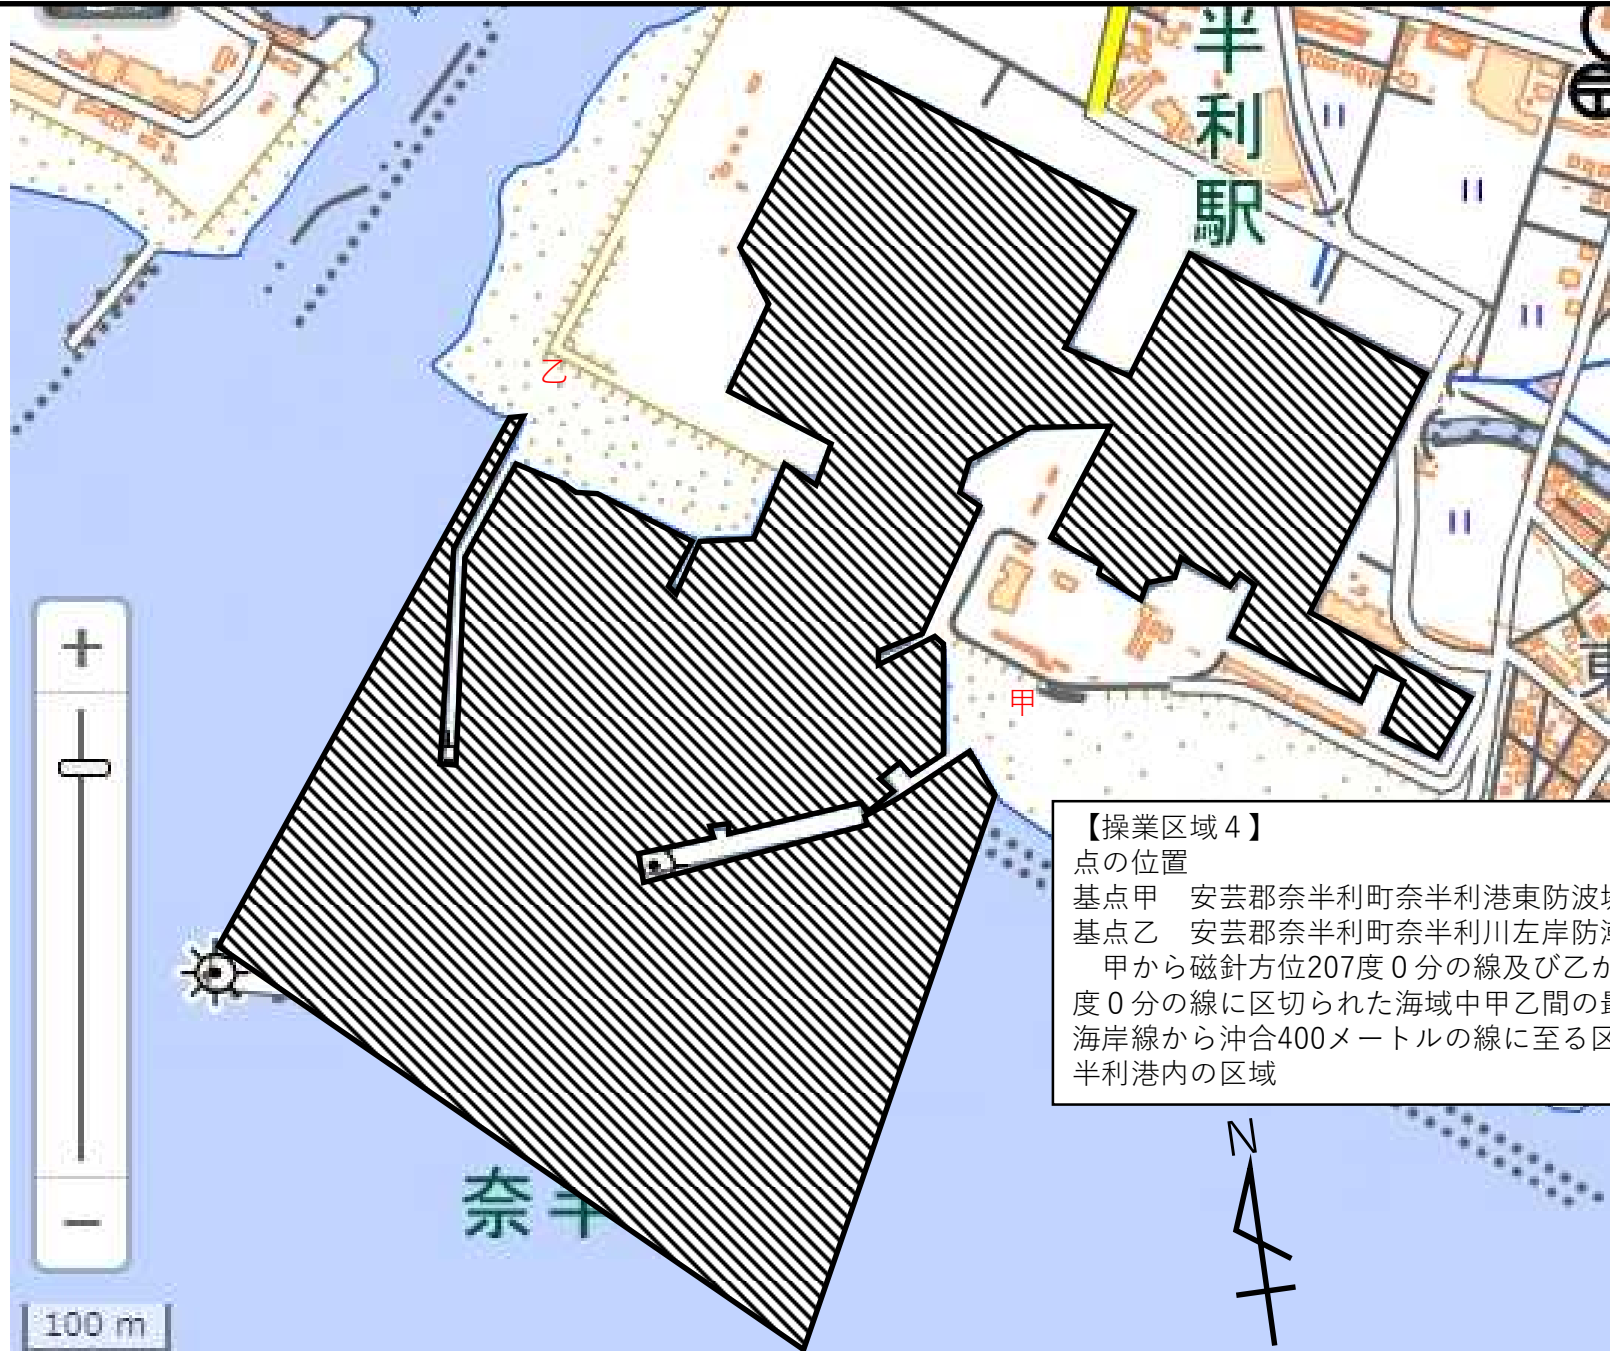 半
利
駅
乙
甲
【操業区域４】
点の位置
基点甲　安芸郡奈半利町奈半利港東防波
基点乙　安芸郡奈半利町奈半利川左岸防
甲から磁針方位207度０分の線及び乙か
度０分の線に区切られた海域中甲乙間の
海岸線から沖合400メートルの線に至る区
半利港内の区域
N
奈半
+
−
100 m